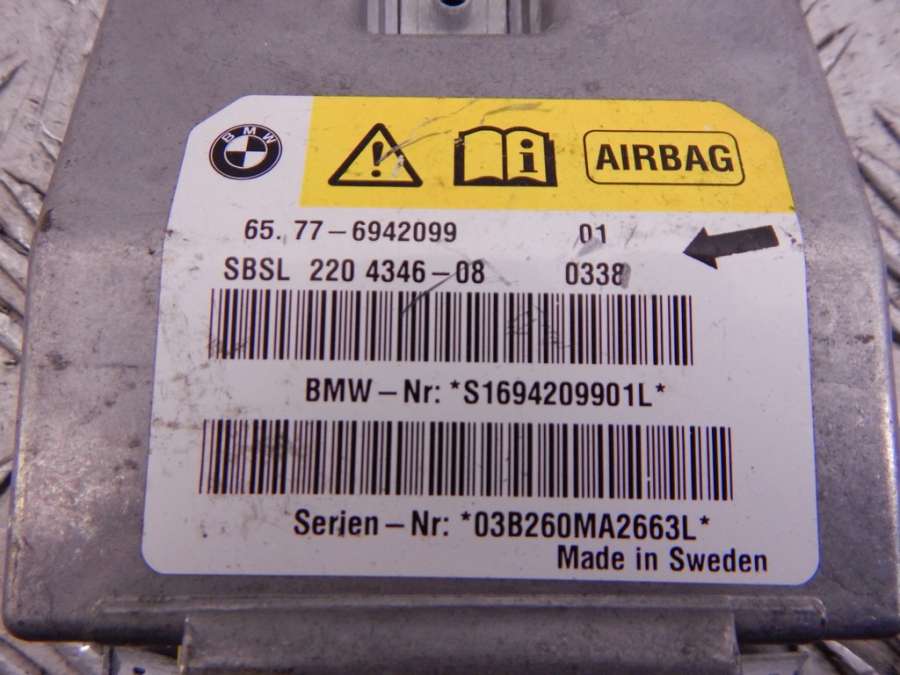 BMW
AIRBAG
65. 77-6942099 01
SBSL 220 4346-08 0338
BMW-Nr: *S1694209901L*
Serien-Nr: *03B260MA2663L*
Made in Sweden